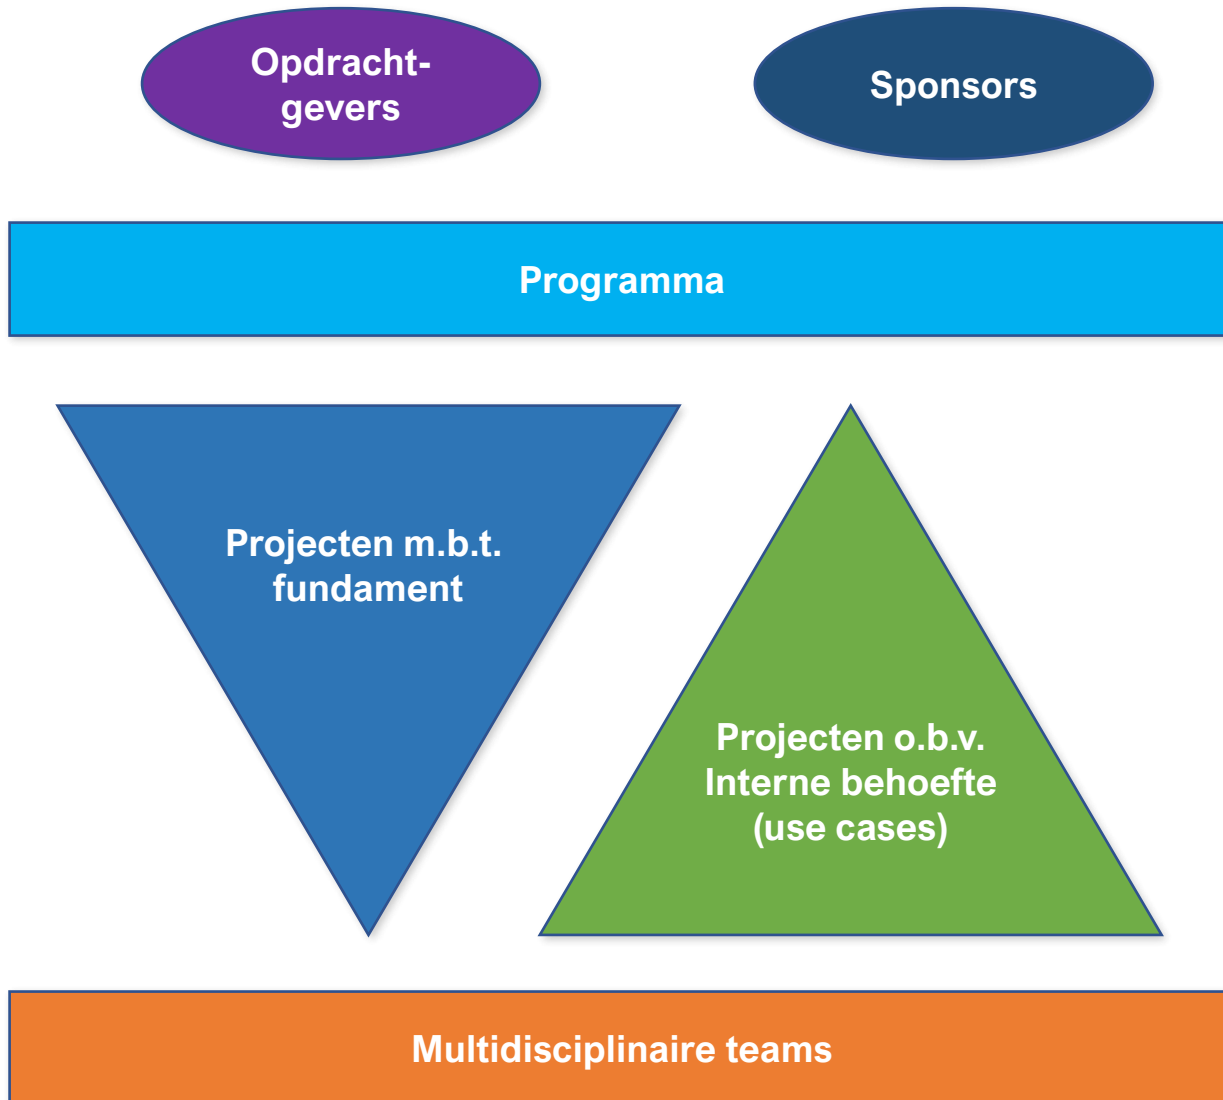 Opdracht-
gevers
Sponsors
Programma
Projecten m.b.t.
fundament
Projecten o.b.v.
Interne behoefte
(use cases)
Multidisciplinaire teams